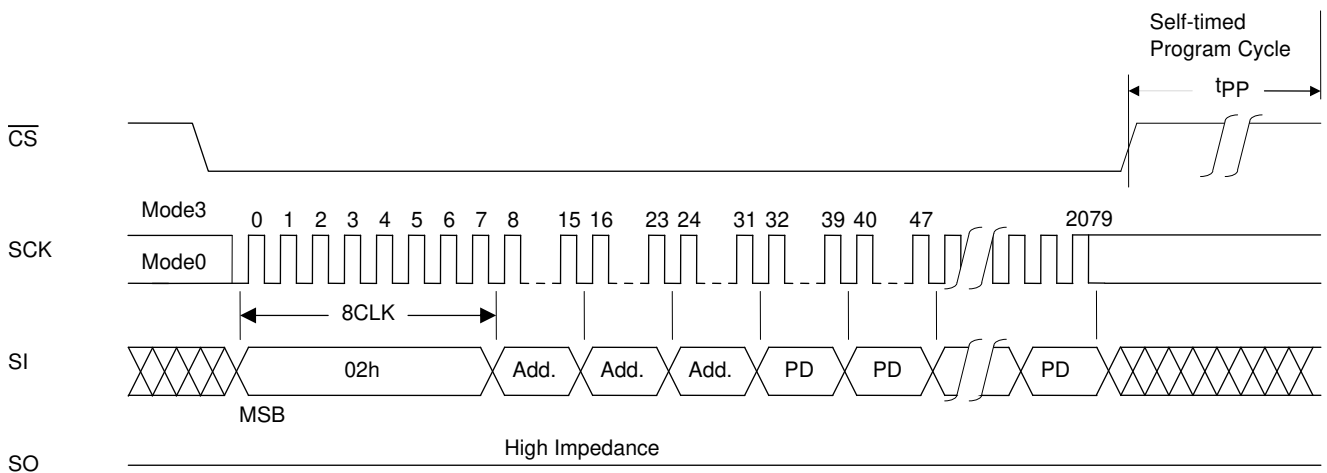 Self-timed
Program Cycle
tPP
CS
Mode3
0 1 2 3 4 5 6 7 8 15 16 23 24 31 32 39 40 47 2079
SCK
Mode0
8CLK
SI
02h Add. Add. Add. PD PD PD
MSB
High Impedance
SO